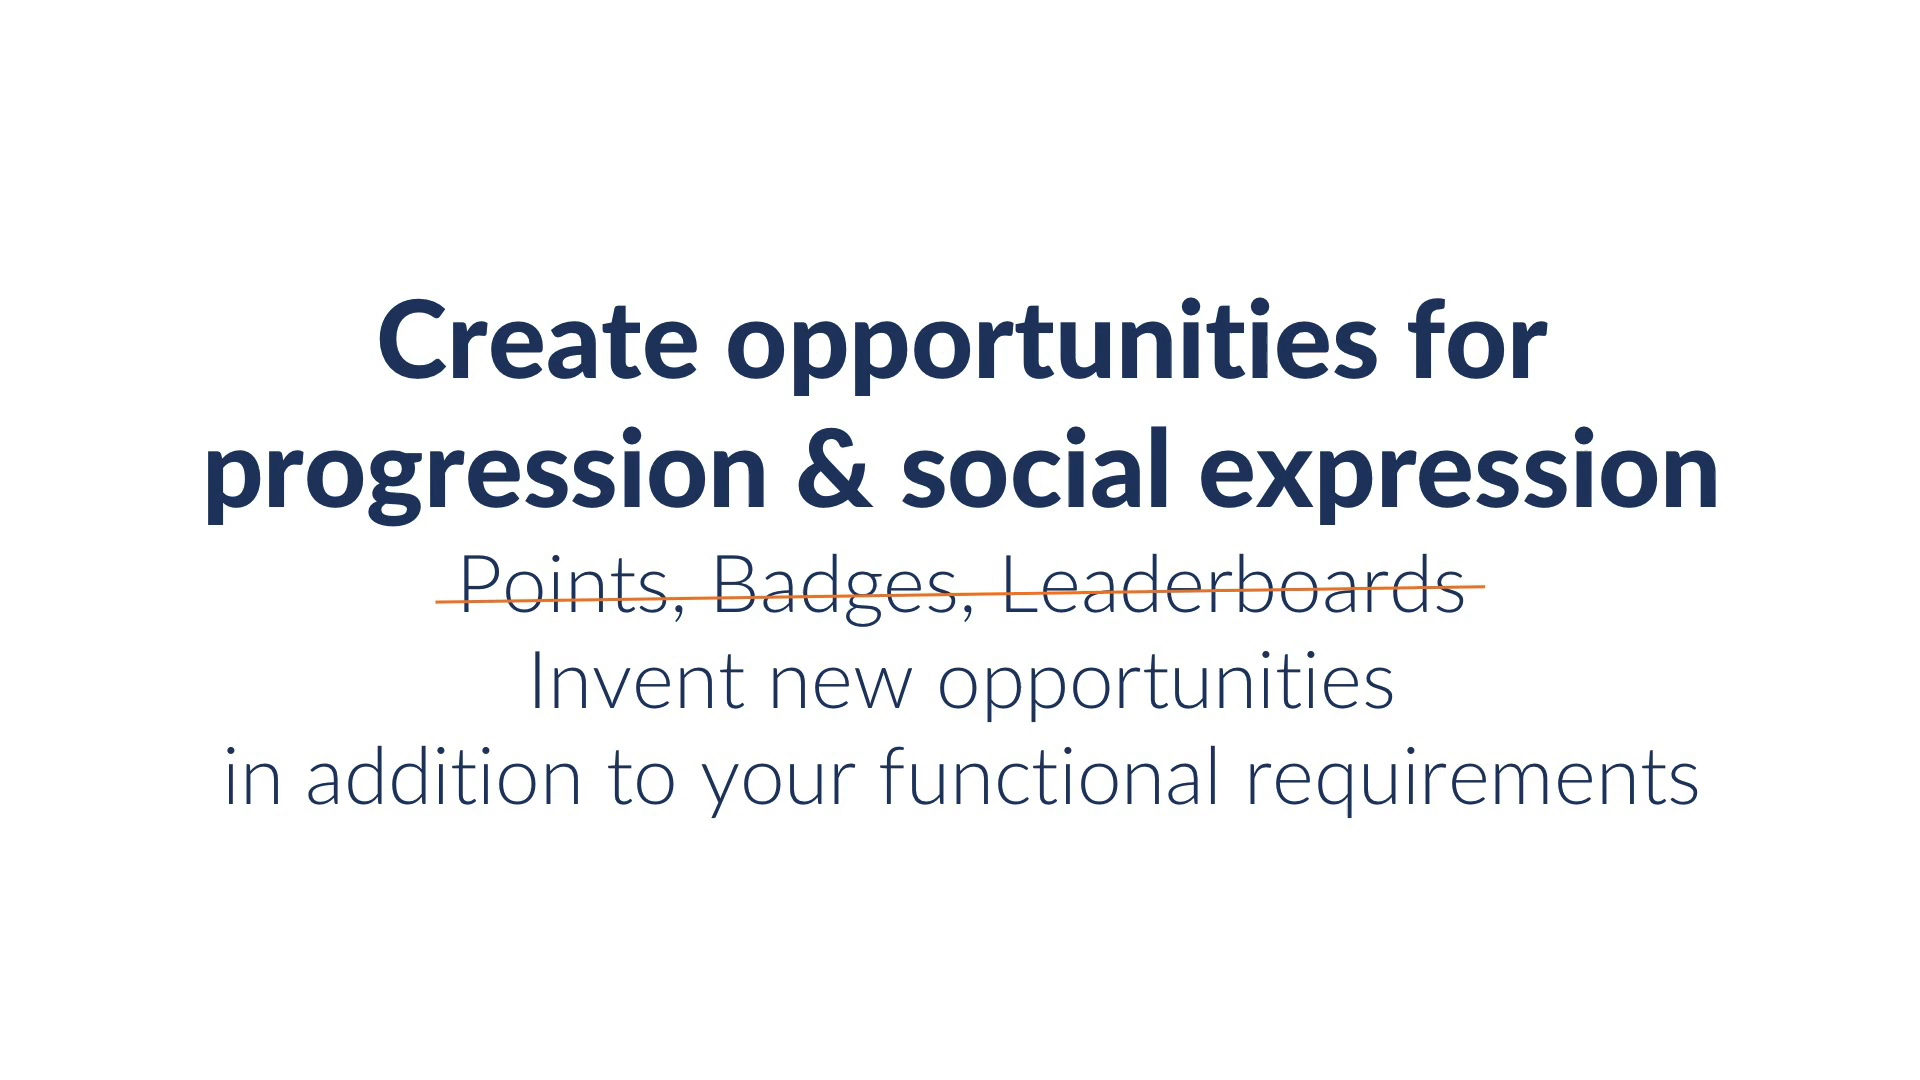 Create opportunities for
progression & social expression
Points, Badges, Leaderboards
Invent new opportunities
in addition to your functional requirements